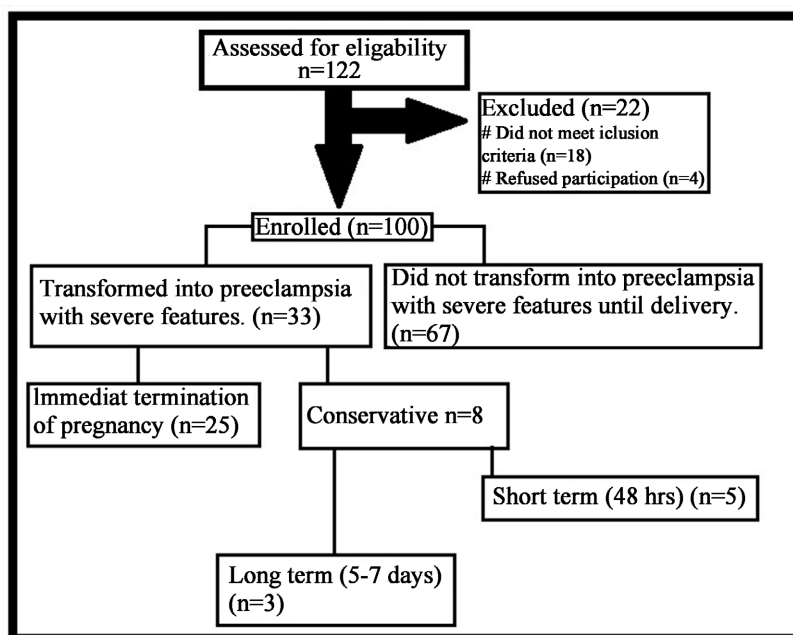 Assessed for eligability
n=122
Excluded (n=22)
# Did not meet iclusion
criteria (n=18)
# Refused participation (n=4)
Enrolled (n=100)
Transformed into preeclampsia
with severe features. (n=33)
Did not transform into preeclampsia
with severe features until delivery.
(n=67)
Immediat termination
of pregnancy (n=25)
Conservative n=8
Short term (48 hrs) (n=5)
Long term (5-7 days)
(n=3)